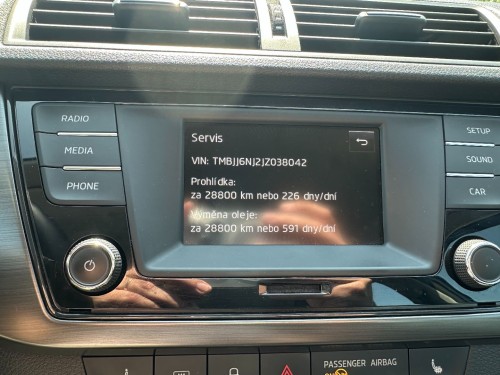 RADIO
MEDIA
PHONE
Servis
VIN: TMBJJ6NJ2JZ038042
Prohlídka:
za 28800 km nebo 226 dny/dní
Výměna oleje:
za 28800 km nebo 591 dny/dní
SETUP
SOUND
CAR
PASSENGER AIRBAG